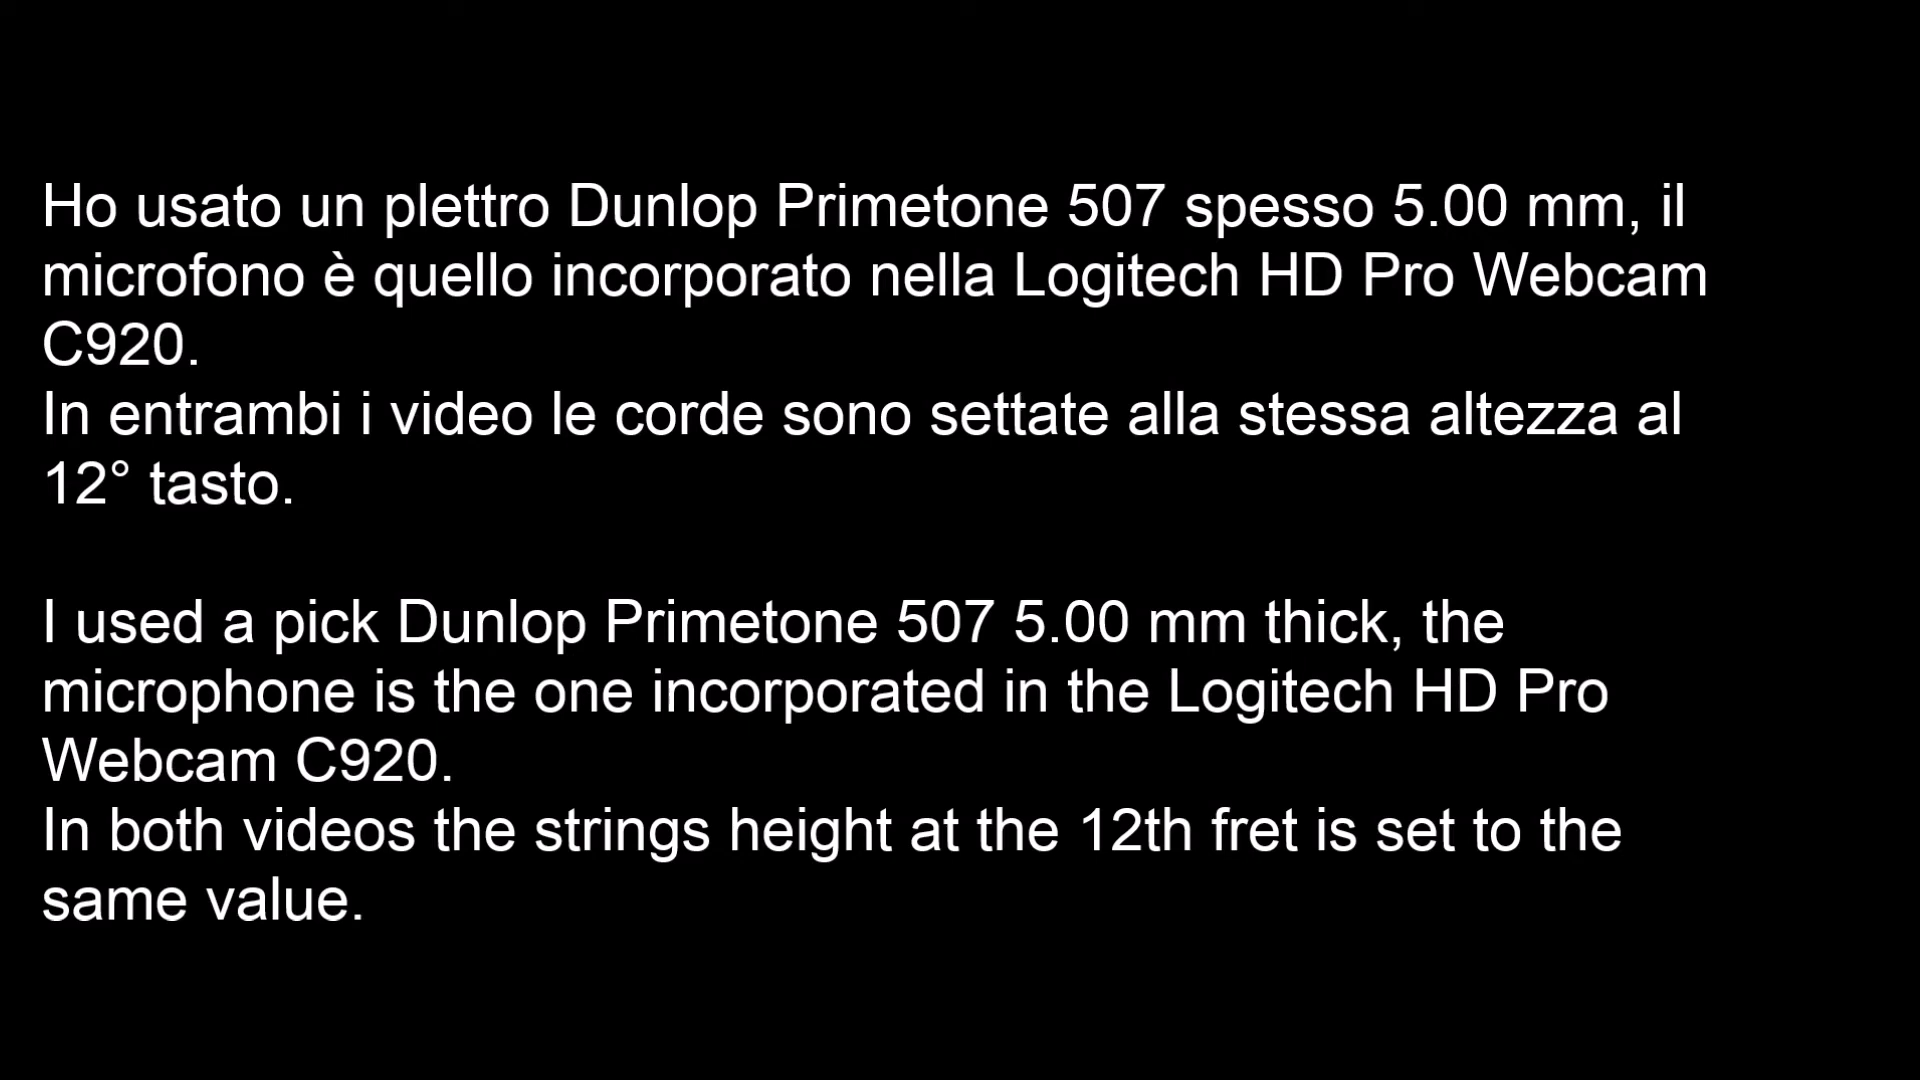 Ho usato un plettro Dunlop Primetone 507 spesso 5.00 mm, il
microfono è quello incorporato nella Logitech HD Pro Webcam
C920.
In entrambi i video le corde sono settate alla stessa altezza al
12° tasto.
I used a pick Dunlop Primetone 507 5.00 mm thick, the
microphone is the one incorporated in the Logitech HD Pro
Webcam C920.
In both videos the strings height at the 12th fret is set to the
same value.